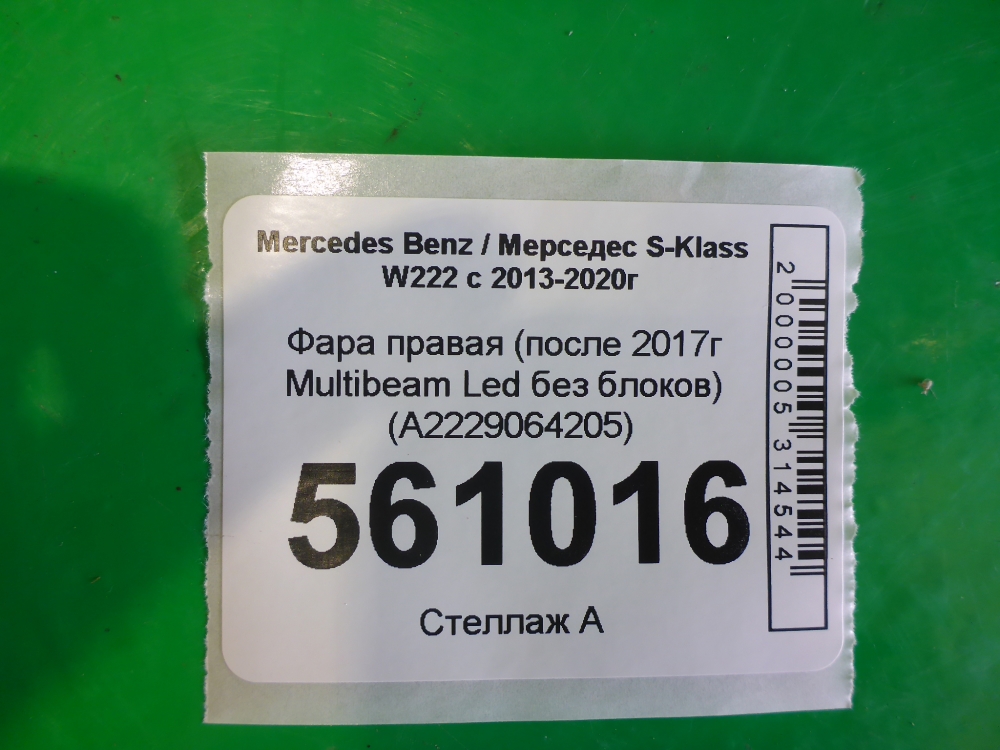 Mercedes Benz / Мерседес S-Klass
W222 с 2013-2020г
Фара правая (после 2017г
Multibeam Led без блоков)
(A2229064205)
561016
Стеллаж А
2000005314544